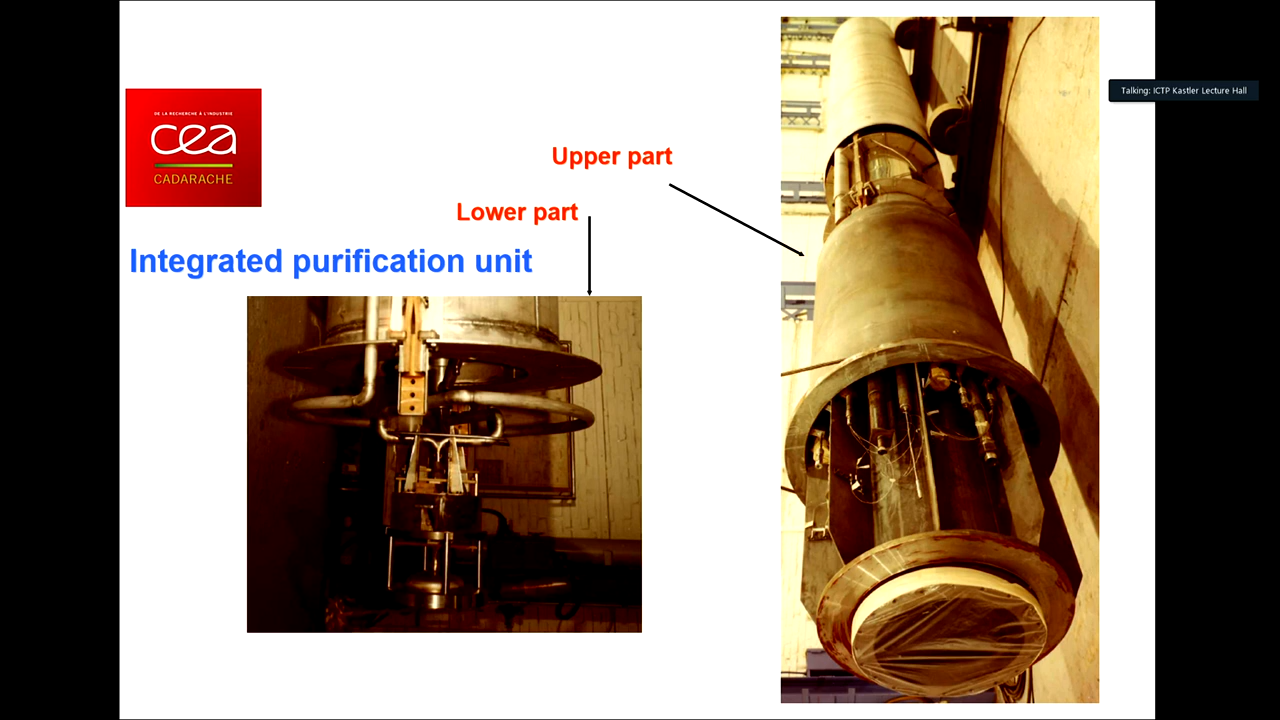 Talking: ICTP Kastler Lecture Hall
DE LA RECHERCHE À L'INDUSTRIE
cea
CADARACHE
Upper part
Lower part
Integrated purification unit